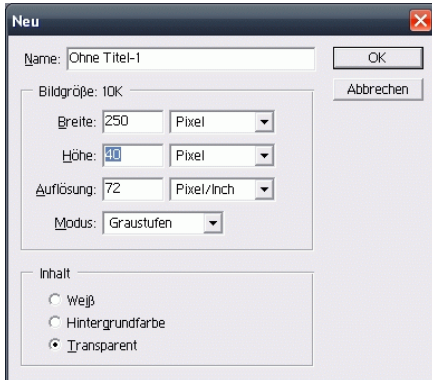 Neu
Name: Ohne Titel-1
OK
Abbrechen
Bildgröße: 10K
Breite: 250 Pixel
Höhe: 40 Pixel
Auflösung: 72 Pixel/Inch
Modus: Graustufen
Inhalt
Weiß
Hintergrundfarbe
Transparent